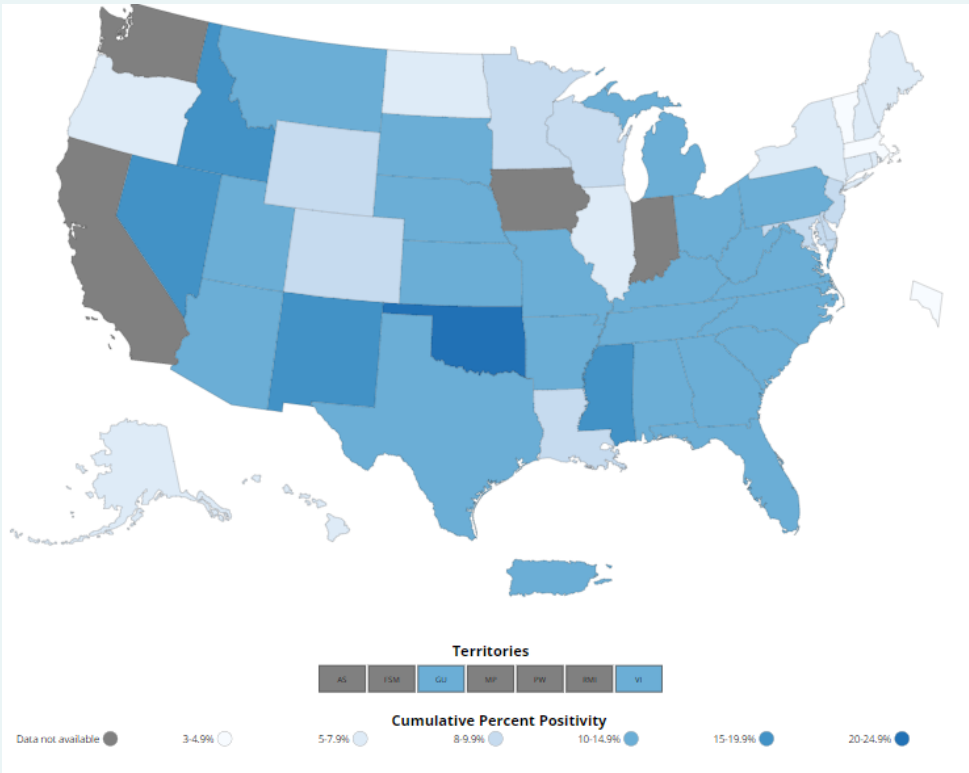 Territories
AS FSM GU MP PW RMI VI
Cumulative Percent Positivity
Data not available 3-4.9% 5-7.9% 8-9.9% 10-14.9% 15-19.9% 20-24.9%